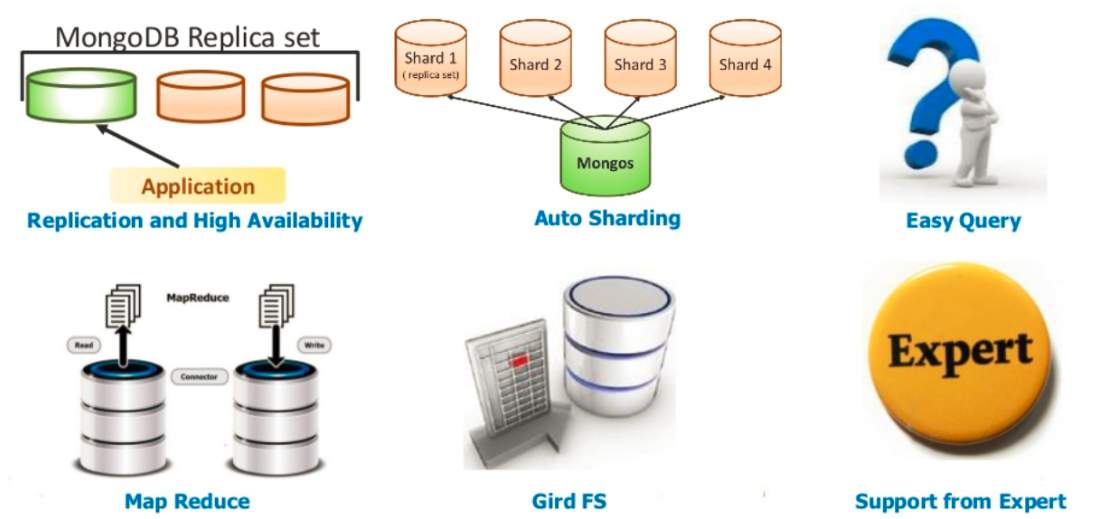 MongoDB Replica set
Application
Replication and High Availability
Shard 1
( replica set)
Shard 2
Shard 3
Shard 4
Mongos
Auto Sharding
Easy Query
MapReduce
Read
Write
Connector
Map Reduce
Gird FS
Expert
Support from Expert